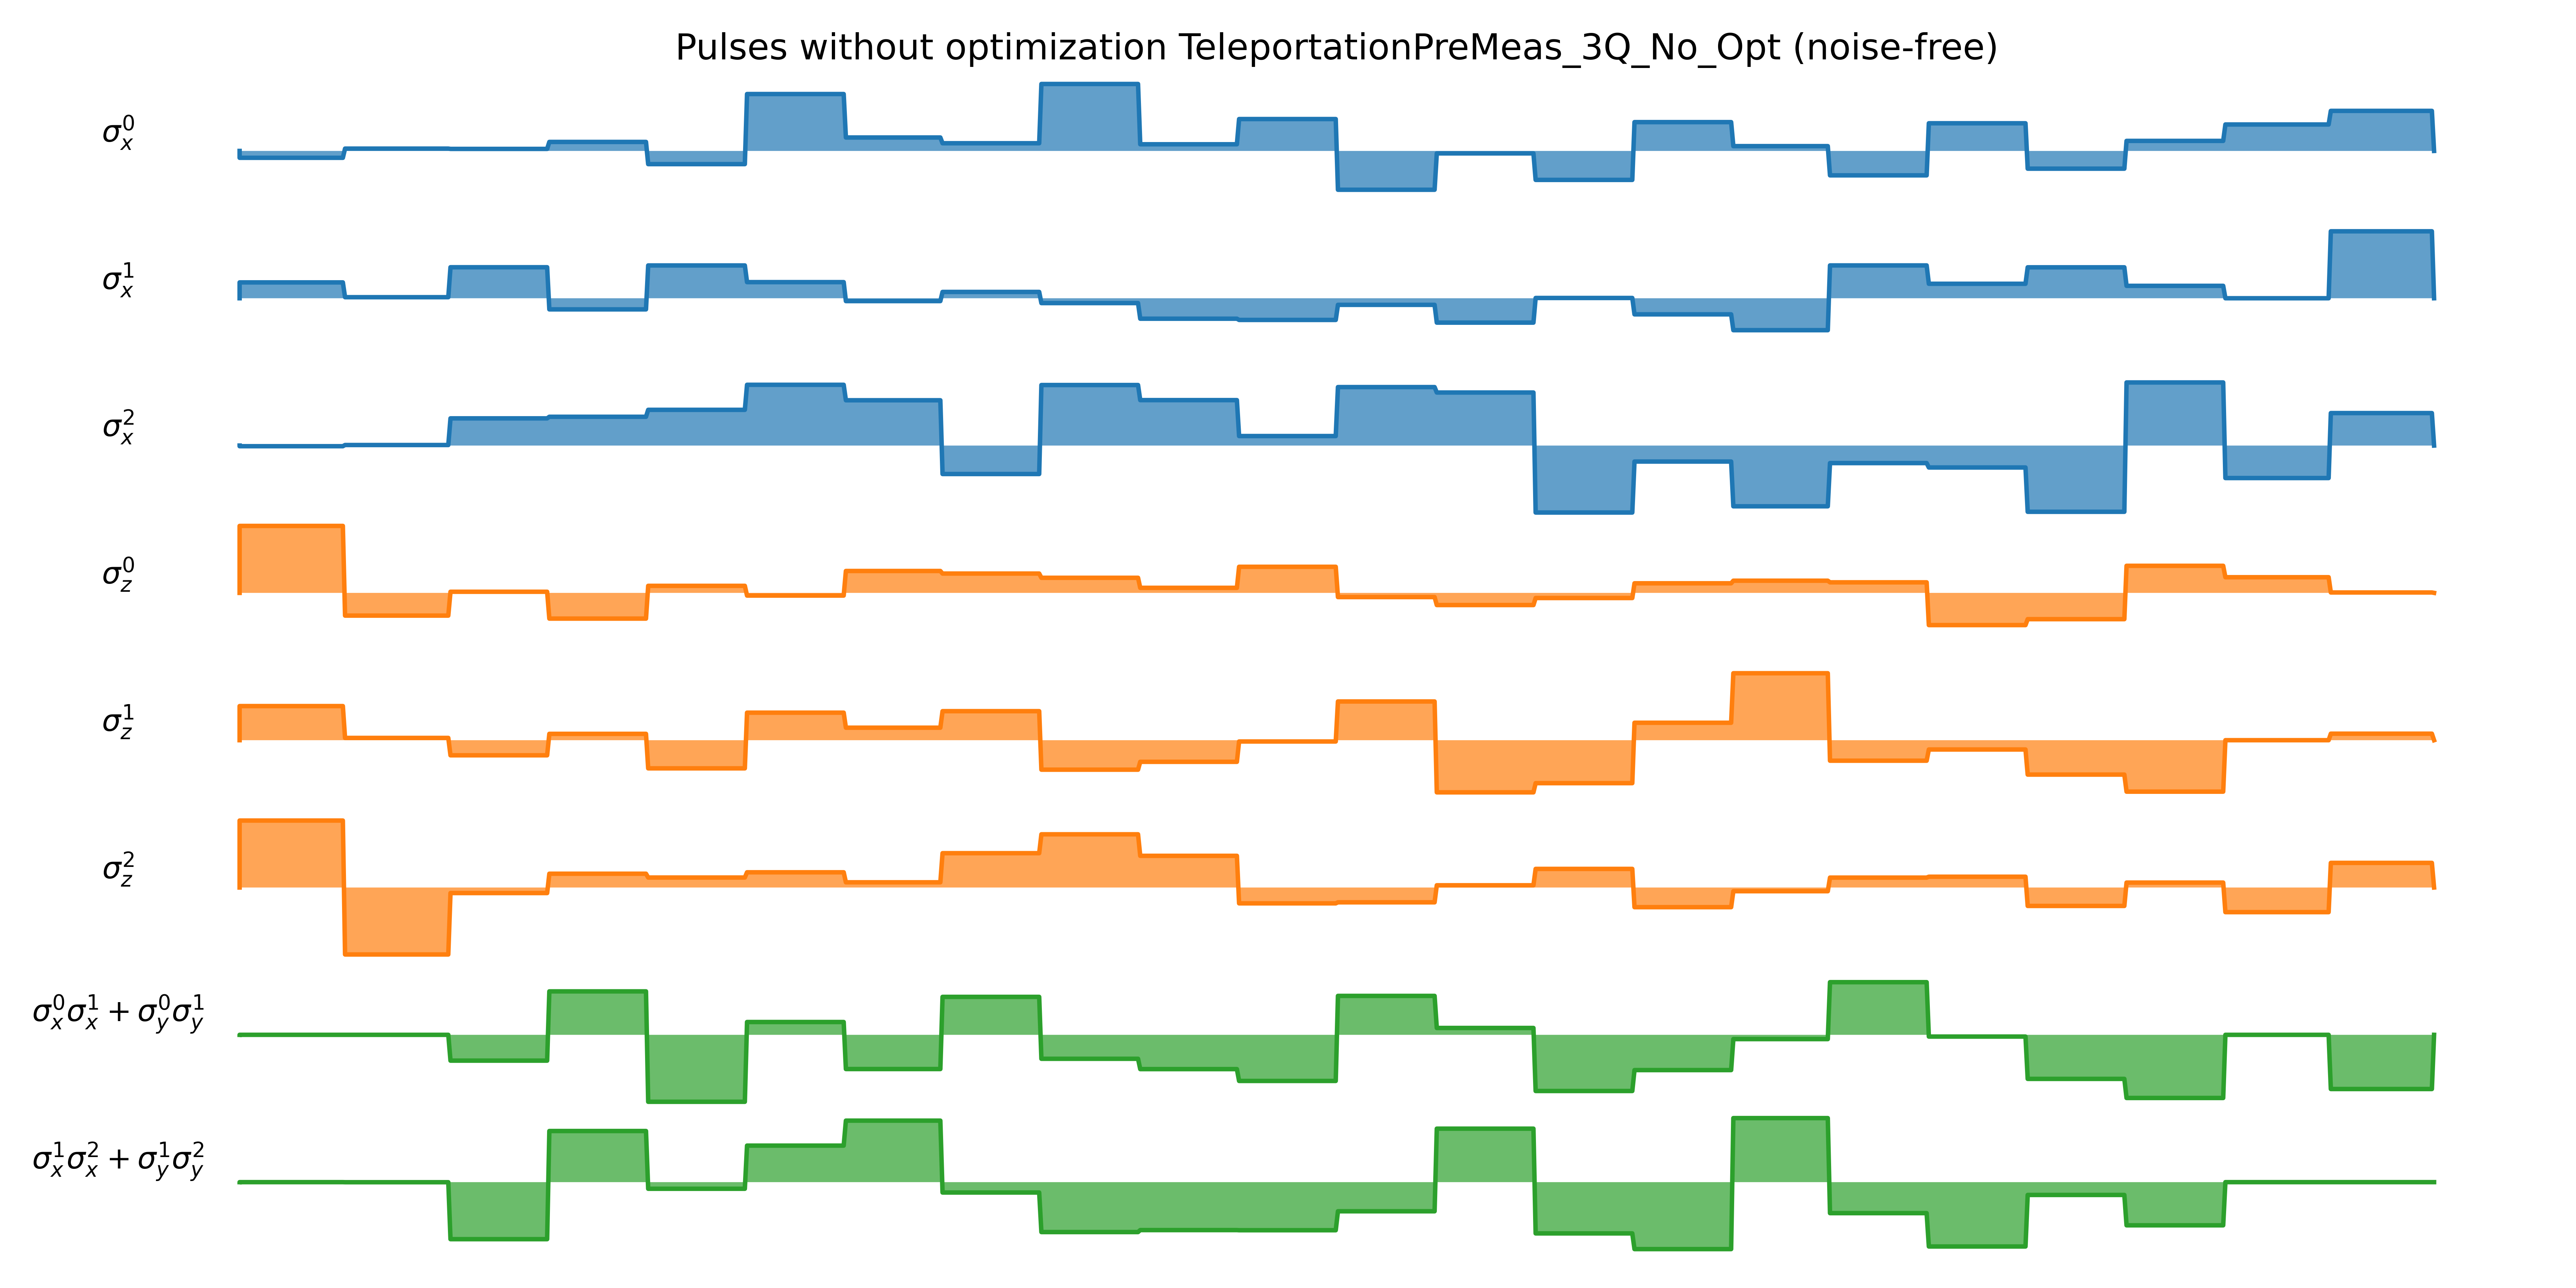 Pulses without optimization TeleportationPreMeas_3Q_No_Opt (noise-free)
σ_x^0
σ_x^1
σ_x^2
σ_z^0
σ_z^1
σ_z^2
σ_x^0σ_x^1 + σ_y^0σ_y^1
σ_x^1σ_x^2 + σ_y^1σ_y^2